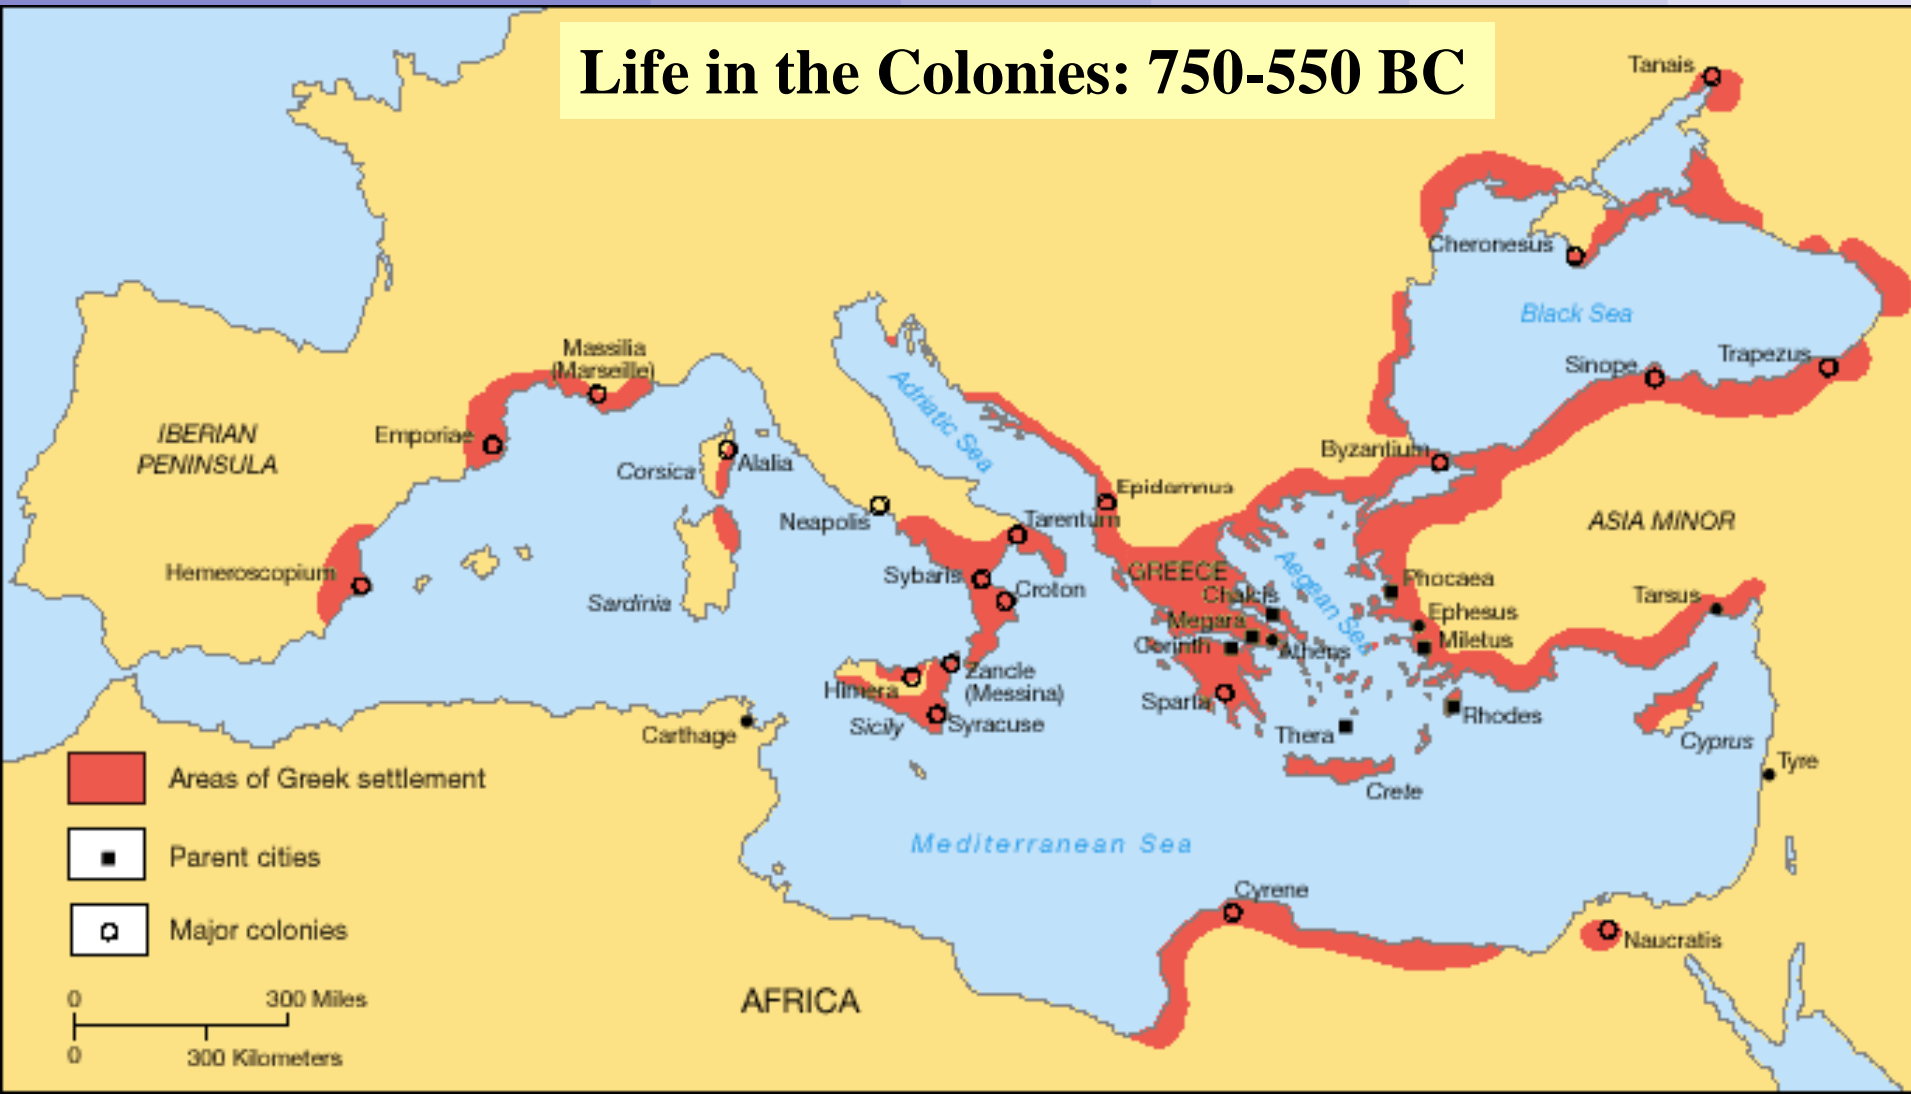 Life in the Colonies: 750-550 BC
Tanais
Cheronesus
Black Sea
Sinope
Trapezus
Massilia
(Marseille)
Adriatic Sea
IBERIAN
PENINSULA
Emporiae
Corsica
Alalia
Byzantium
Epidamnus
Neapolis
Tarentum
ASIA MINOR
Hemeroscopium
Sardinia
Sybaris
Croton
GREECE
Aegean Sea
Chalcis
Megara
Corinth
Athens
Phocaea
Ephesus
Miletus
Tarsus
Himera
Zancle
(Messina)
Sicily
Syracuse
Sparta
Thera
Rhodes
Carthage
Crete
Cyprus
Tyre
Areas of Greek settlement
Parent cities
Major colonies
Mediterranean Sea
Cyrene
Naucratis
AFRICA
0 300 Miles
0 300 Kilometers